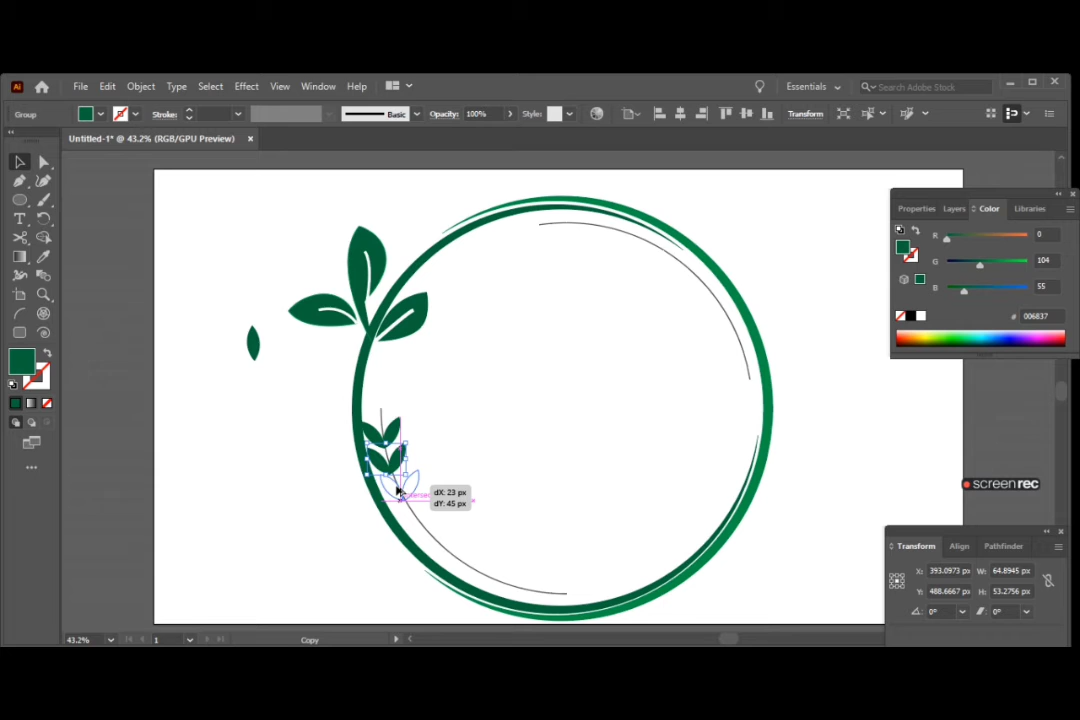 Ai File Edit Object Type Select Effect View Window Help Essentials Search Adobe Stock
Group Stroke: Basic Opacity: 100% Style: Transform
Untitled-1* @ 43.2% (RGB/GPU Preview) ×
Properties Layers Color Libraries
R 0
G 104
B 55
# 006837
dX: 23 px
dY: 45 px
screenrec
Transform Align Pathfinder
X: 393.0973 px W: 64.8945 px
Y: 488.6667 px H: 53.2756 px
0° 0°
43.2% 1 Copy